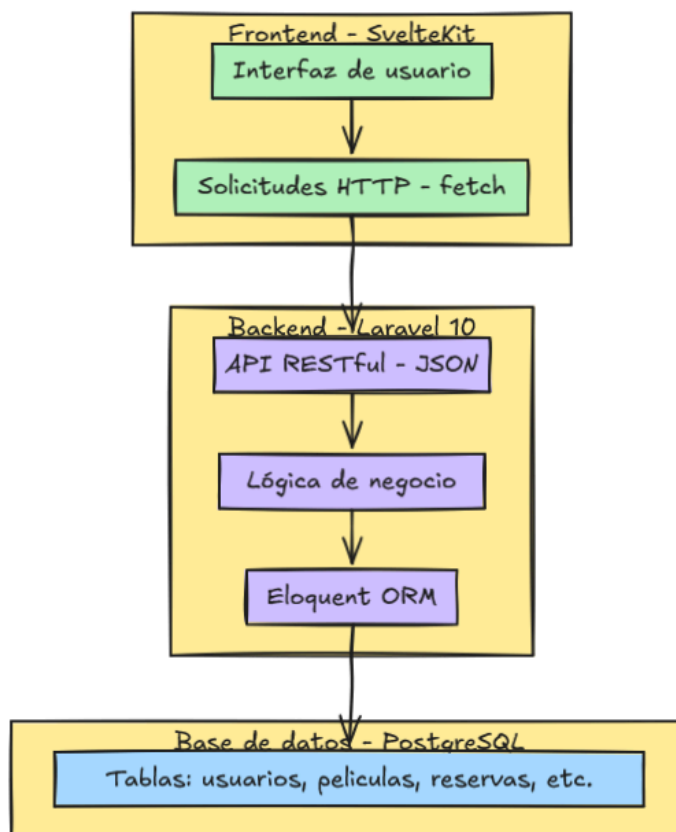 Frontend - SvelteKit
Interfaz de usuario
Solicitudes HTTP - fetch
Backend - Laravel 10
API RESTful - JSON
Lógica de negocio
Eloquent ORM
Base de datos - PostgreSQL
Tablas: usuarios, peliculas, reservas, etc.